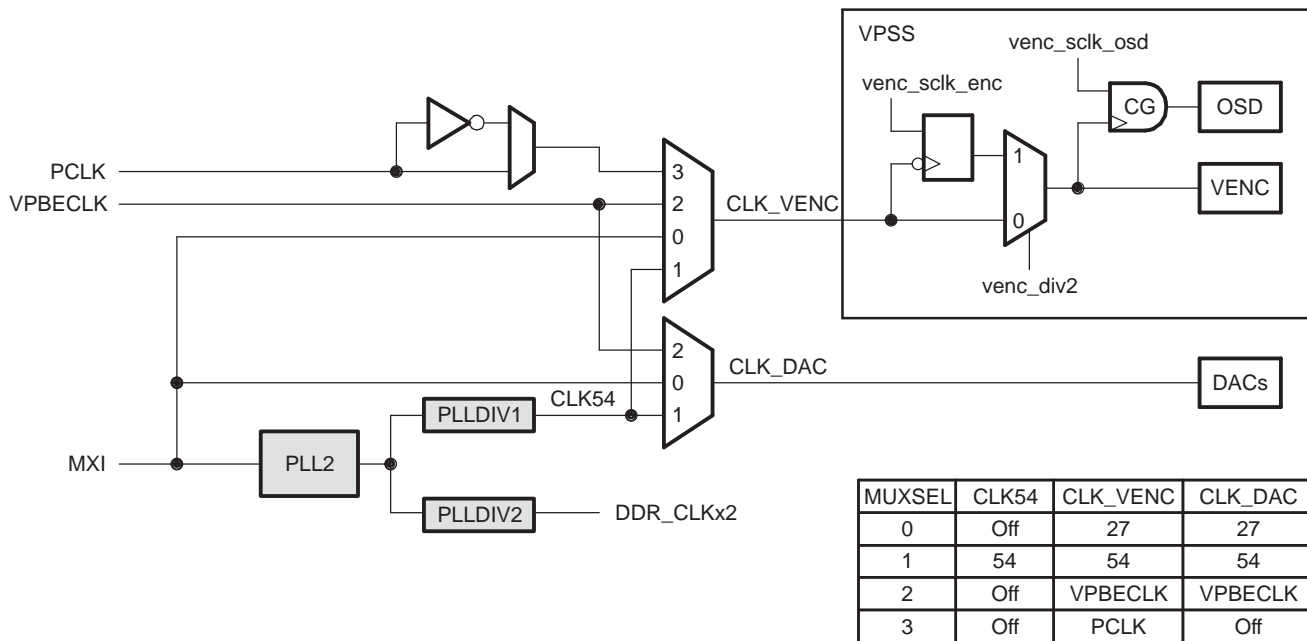 VPSS
venc_sclk_osd
venc_sclk_enc
CG
OSD
PCLK
3
1
VENC
VPBECLK
2
CLK_VENC
0
0
1
venc_div2
2
CLK_DAC
0
DACs
CLK54
1
PLLDIV1
MXI
PLL2
PLLDIV2
DDR_CLKx2
MUXSEL CLK54 CLK_VENC CLK_DAC
0 Off 27 27
1 54 54 54
2 Off VPBECLK VPBECLK
3 Off PCLK Off